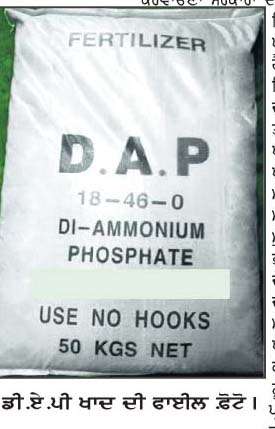 FERTILIZER
D.A.P
18-46-0
DI-AMMONIUM
PHOSPHATE
USE NO HOOKS
50 KGS NET
ਡੀ.ਏ.ਪੀ ਖਾਦ ਦੀ ਫਾਈਲ ਫ਼ੋਟੋ।